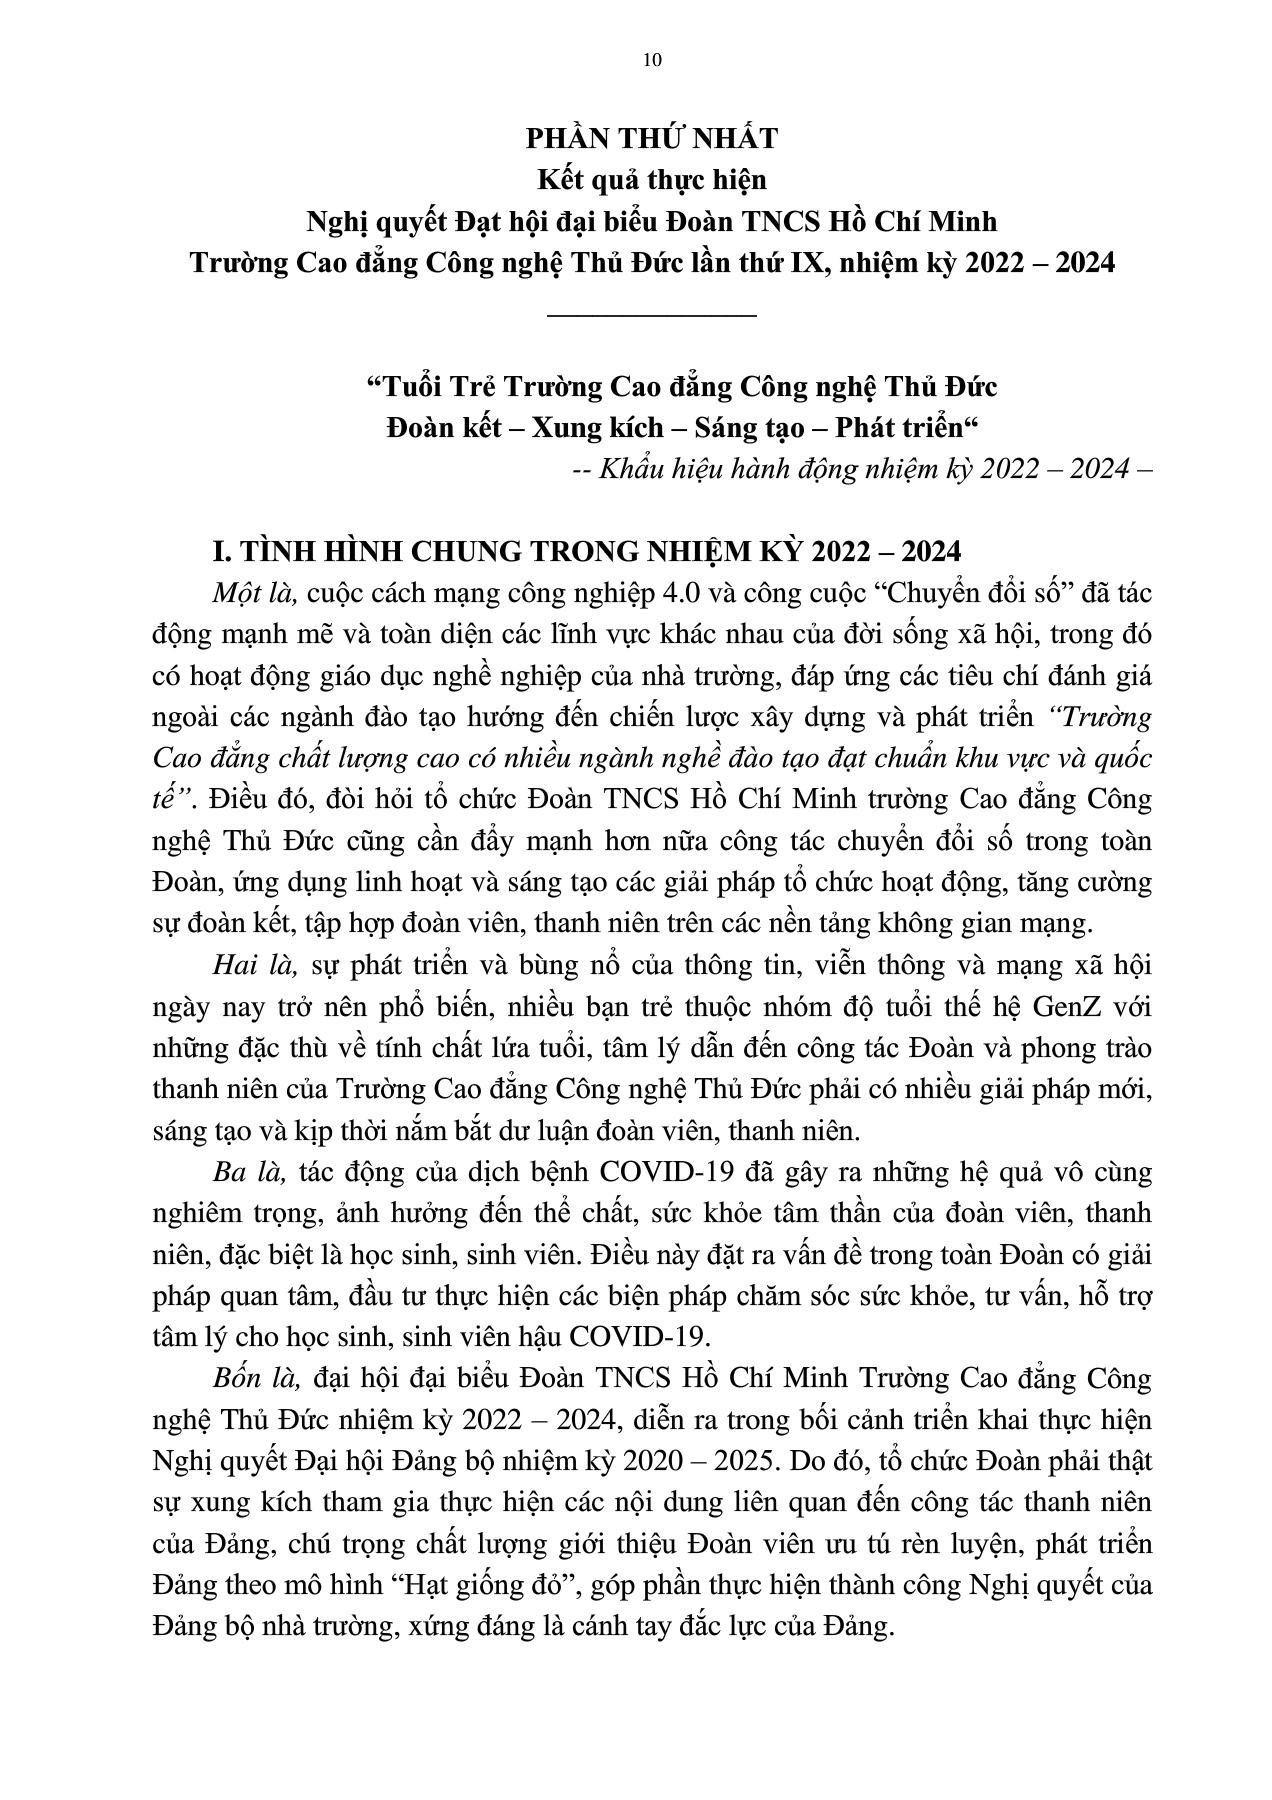 10
PHẦN THỨ NHẤT
Kết quả thực hiện
Nghị quyết Đạt hội đại biểu Đoàn TNCS Hồ Chí Minh
Trường Cao đẳng Công nghệ Thủ Đức lần thứ IX, nhiệm kỳ 2022 – 2024
“Tuổi Trẻ Trường Cao đẳng Công nghệ Thủ Đức
Đoàn kết – Xung kích – Sáng tạo – Phát triển“
-- Khẩu hiệu hành động nhiệm kỳ 2022 – 2024 –
I. TÌNH HÌNH CHUNG TRONG NHIỆM KỲ 2022 – 2024
Một là, cuộc cách mạng công nghiệp 4.0 và công cuộc “Chuyển đổi số” đã tác
động mạnh mẽ và toàn diện các lĩnh vực khác nhau của đời sống xã hội, trong đó
có hoạt động giáo dục nghề nghiệp của nhà trường, đáp ứng các tiêu chí đánh giá
ngoài các ngành đào tạo hướng đến chiến lược xây dựng và phát triển “Trường
Cao đẳng chất lượng cao có nhiều ngành nghề đào tạo đạt chuẩn khu vực và quốc
tế”. Điều đó, đòi hỏi tổ chức Đoàn TNCS Hồ Chí Minh trường Cao đẳng Công
nghệ Thủ Đức cũng cần đẩy mạnh hơn nữa công tác chuyển đổi số trong toàn
Đoàn, ứng dụng linh hoạt và sáng tạo các giải pháp tổ chức hoạt động, tăng cường
sự đoàn kết, tập hợp đoàn viên, thanh niên trên các nền tảng không gian mạng.
Hai là, sự phát triển và bùng nổ của thông tin, viễn thông và mạng xã hội
ngày nay trở nên phổ biến, nhiều bạn trẻ thuộc nhóm độ tuổi thế hệ GenZ với
những đặc thù về tính chất lứa tuổi, tâm lý dẫn đến công tác Đoàn và phong trào
thanh niên của Trường Cao đẳng Công nghệ Thủ Đức phải có nhiều giải pháp mới,
sáng tạo và kịp thời nắm bắt dư luận đoàn viên, thanh niên.
Ba là, tác động của dịch bệnh COVID-19 đã gây ra những hệ quả vô cùng
nghiêm trọng, ảnh hưởng đến thể chất, sức khỏe tâm thần của đoàn viên, thanh
niên, đặc biệt là học sinh, sinh viên. Điều này đặt ra vấn đề trong toàn Đoàn có giải
pháp quan tâm, đầu tư thực hiện các biện pháp chăm sóc sức khỏe, tư vấn, hỗ trợ
tâm lý cho học sinh, sinh viên hậu COVID-19.
Bốn là, đại hội đại biểu Đoàn TNCS Hồ Chí Minh Trường Cao đẳng Công
nghệ Thủ Đức nhiệm kỳ 2022 – 2024, diễn ra trong bối cảnh triển khai thực hiện
Nghị quyết Đại hội Đảng bộ nhiệm kỳ 2020 – 2025. Do đó, tổ chức Đoàn phải thật
sự xung kích tham gia thực hiện các nội dung liên quan đến công tác thanh niên
của Đảng, chú trọng chất lượng giới thiệu Đoàn viên ưu tú rèn luyện, phát triển
Đảng theo mô hình “Hạt giống đỏ”, góp phần thực hiện thành công Nghị quyết của
Đảng bộ nhà trường, xứng đáng là cánh tay đắc lực của Đảng.